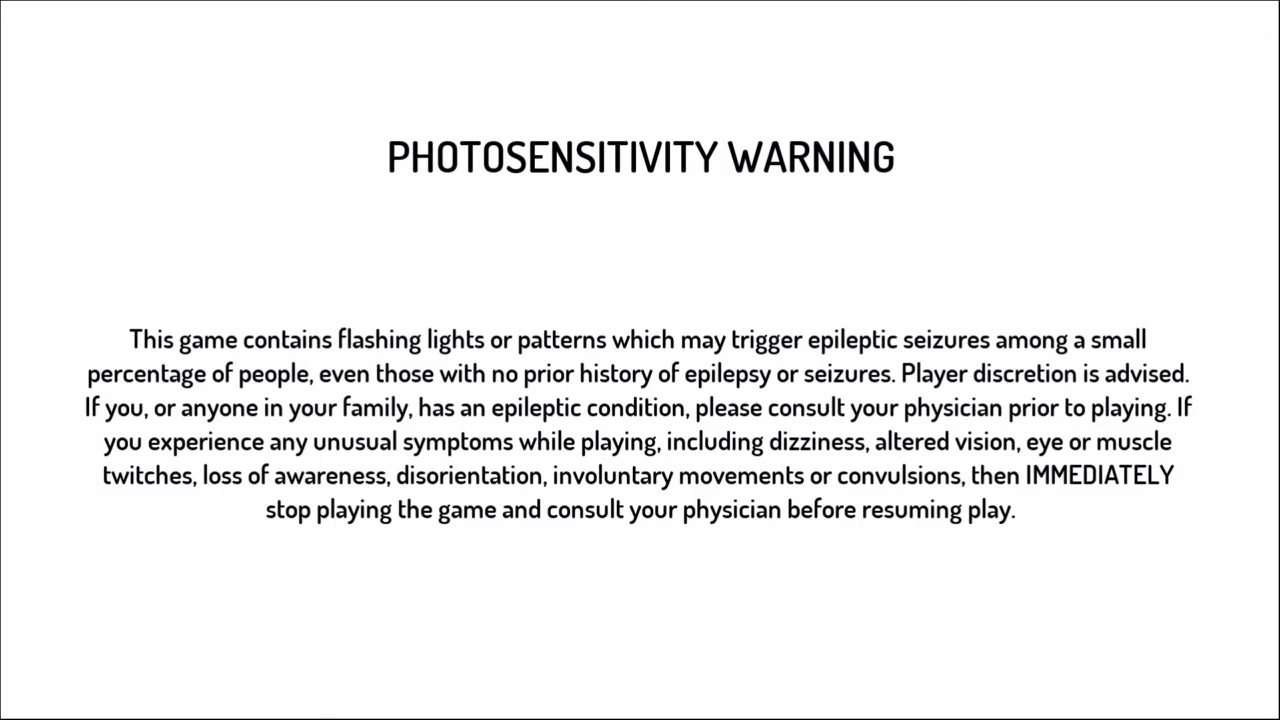 PHOTOSENSITIVITY WARNING
This game contains flashing lights or patterns which may trigger epileptic seizures among a small
percentage of people, even those with no prior history of epilepsy or seizures. Player discretion is advised.
If you, or anyone in your family, has an epileptic condition, please consult your physician prior to playing. If
you experience any unusual symptoms while playing, including dizziness, altered vision, eye or muscle
twitches, loss of awareness, disorientation, involuntary movements or convulsions, then IMMEDIATELY
stop playing the game and consult your physician before resuming play.